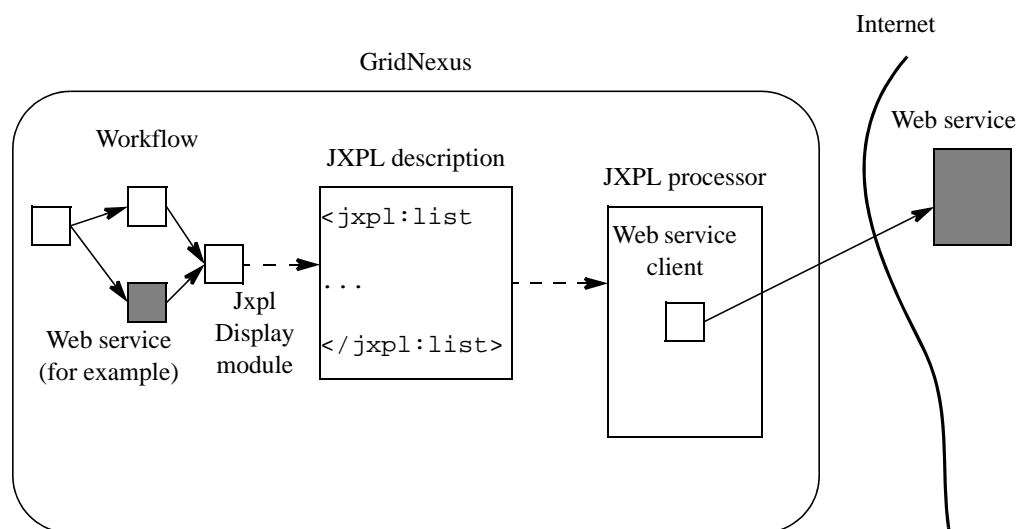 Internet
GridNexus
Web service
Workflow
JXPL description
JXPL processor
<jxpl:list
...
</jxpl:list>
Web service
client
Jxpl
Display
module
Web service
(for example)